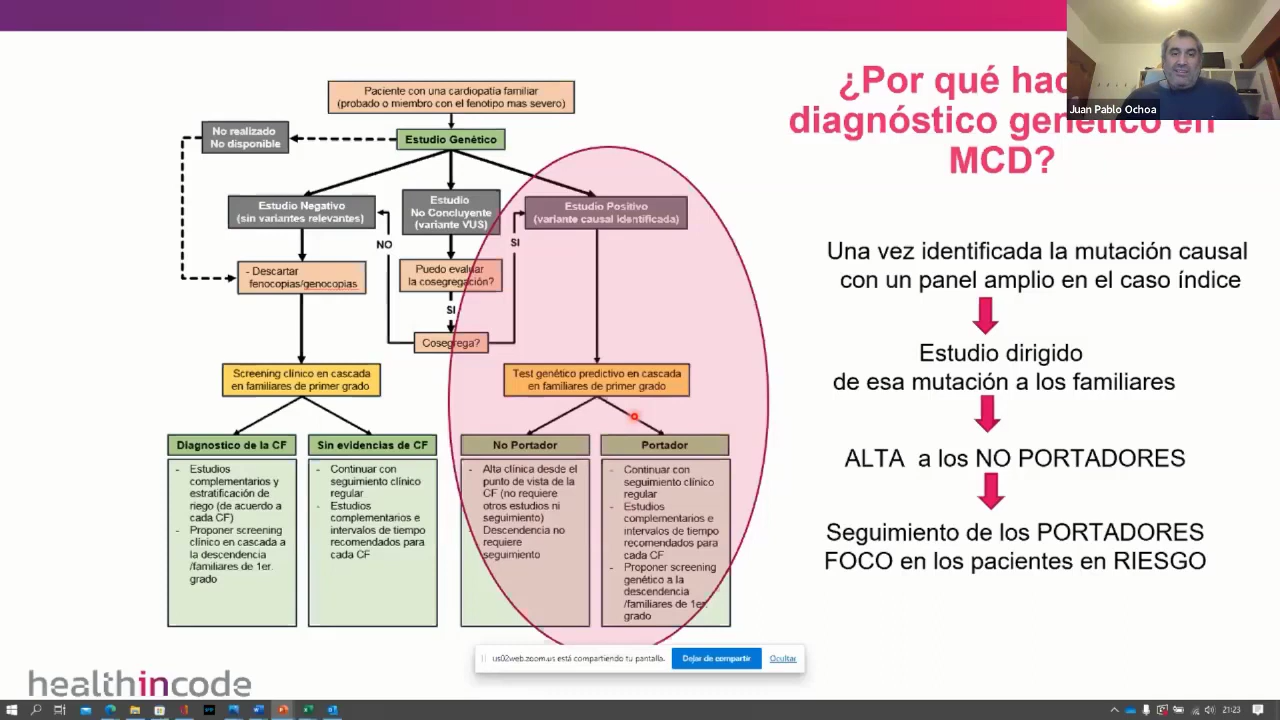 Juan Pablo Ochoa
¿Por qué hac
diagnóstico genético en
MCD?
Paciente con una cardiopatía familiar
(probado o miembro con el fenotipo mas severo)
No realizado
No disponible
Estudio Genético
Estudio Negativo
(sin variantes relevantes)
Estudio
No Concluyente
(variante VUS)
Estudio Positivo
(variante causal identificada)
NO
SI
- Descartar
fenocopias/genocopias
Puedo evaluar
la cosegregación?
SI
Cosegrega?
Screening clínico en cascada
en familiares de primer grado
Test genético predictivo en cascada
en familiares de primer grado
Diagnostico de la CF
- Estudios
complementarios y
estratificación de
riego (de acuerdo a
cada CF)
- Proponer screening
clínico en cascada a
la descendencia
/familiares de 1er.
grado
Sin evidencias de CF
- Continuar con
seguimiento clínico
regular
- Estudios
complementarios e
intervalos de tiempo
recomendados para
cada CF
No Portador
- Alta clínica desde el
punto de vista de la
CF (no requiere
otros estudios ni
seguimiento)
Descendencia no
requiere
seguimiento
Portador
- Continuar con
seguimiento clínico
regular
- Estudios
complementarios e
intervalos de tiempo
recomendados para
cada CF
- Proponer screening
genético a la
descendencia
/familiares de 1er.
grado
Una vez identificada la mutación causal
con un panel amplio en el caso índice
Estudio dirigido
de esa mutación a los familiares
ALTA a los NO PORTADORES
Seguimiento de los PORTADORES
FOCO en los pacientes en RIESGO
us02web.zoom.us está compartiendo tu pantalla.
Dejar de compartir
Ocultar
healthincode
21:23